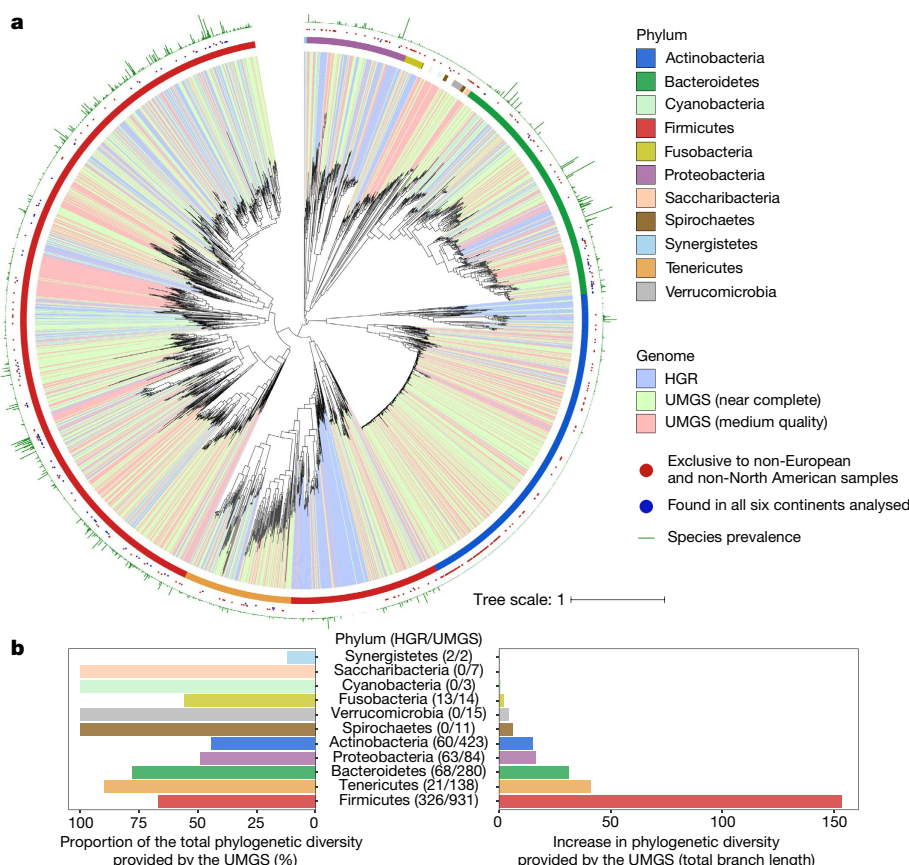 a
Phylum
Actinobacteria
Bacteroidetes
Cyanobacteria
Firmicutes
Fusobacteria
Proteobacteria
Saccharibacteria
Spirochaetes
Synergistetes
Tenericutes
Verrucomicrobia
Genome
HGR
UMGS (near complete)
UMGS (medium quality)
Exclusive to non-European
and non-North American samples
Found in all six continents analysed
Species prevalence
Tree scale: 1
b
Phylum (HGR/UMGS)
Synergistetes (2/2)
Saccharibacteria (0/7)
Cyanobacteria (0/3)
Fusobacteria (13/14)
Verrucomicrobia (0/15)
Spirochaetes (0/11)
Actinobacteria (60/423)
Proteobacteria (63/84)
Bacteroidetes (68/280)
Tenericutes (21/138)
Firmicutes (326/931)
100 75 50 25 0
Proportion of the total phylogenetic diversity
provided by the UMGS (%)
0 50 100 150
Increase in phylogenetic diversity
provided by the UMGS (total branch length)